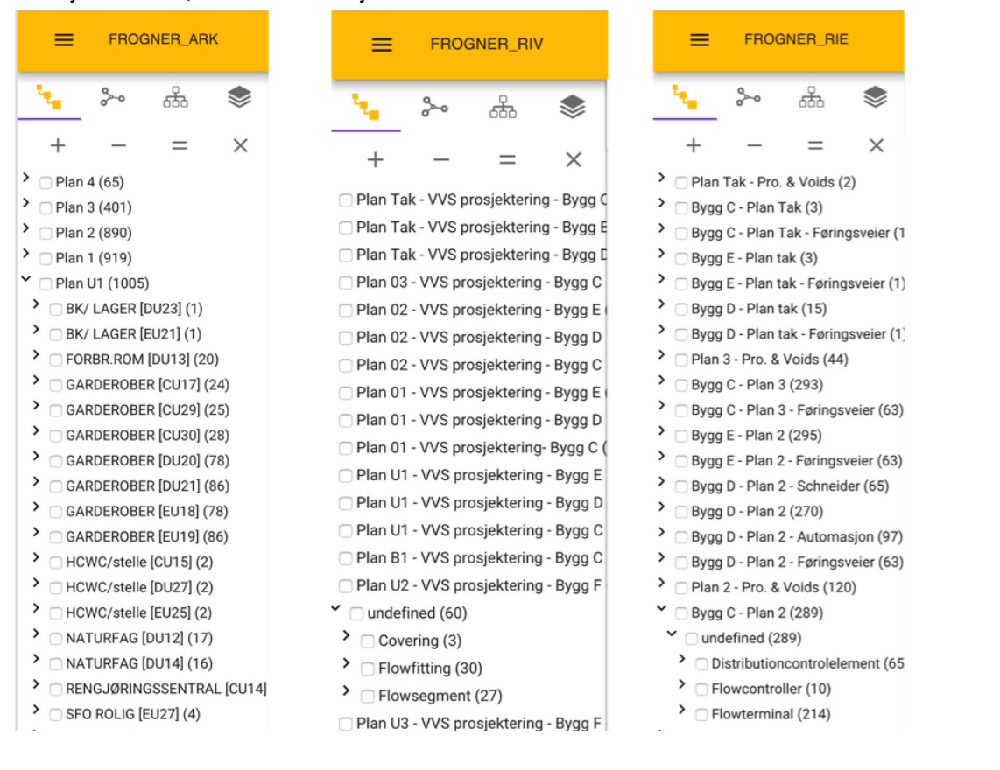 FROGNER_ARK
Plan 4 (65)
Plan 3 (401)
Plan 2 (890)
Plan 1 (919)
Plan U1 (1005)
BK/ LAGER [DU23] (1)
BK/ LAGER [EU21] (1)
FORBR.ROM [DU13] (20)
GARDEROBER [CU17] (24)
GARDEROBER [CU29] (25)
GARDEROBER [CU30] (28)
GARDEROBER [DU20] (78)
GARDEROBER [DU21] (86)
GARDEROBER [EU18] (78)
GARDEROBER [EU19] (86)
HCWC/stelle [CU15] (2)
HCWC/stelle [DU27] (2)
HCWC/stelle [EU25] (2)
NATURFAG [DU12] (17)
NATURFAG [DU14] (16)
RENGJØRINGSSENTRAL [CU14]
SFO ROLIG [EU27] (4)
FROGNER_RIV
Plan Tak - VVS prosjektering - Bygg C
Plan Tak - VVS prosjektering - Bygg E
Plan Tak - VVS prosjektering - Bygg D
Plan 03 - VVS prosjektering - Bygg C
Plan 02 - VVS prosjektering - Bygg E (
Plan 02 - VVS prosjektering - Bygg D
Plan 02 - VVS prosjektering - Bygg C
Plan 01 - VVS prosjektering - Bygg E (
Plan 01 - VVS prosjektering - Bygg D
Plan 01 - VVS prosjektering- Bygg C (
Plan U1 - VVS prosjektering - Bygg E
Plan U1 - VVS prosjektering - Bygg D
Plan U1 - VVS prosjektering - Bygg C
Plan B1 - VVS prosjektering - Bygg C
Plan U2 - VVS prosjektering - Bygg F
undefined (60)
Covering (3)
Flowfitting (30)
Flowsegment (27)
Plan U3 - VVS prosjektering - Bygg F
FROGNER_RIE
Plan Tak - Pro. & Voids (2)
Bygg C - Plan Tak (3)
Bygg C - Plan Tak - Føringsveier (1
Bygg E - Plan tak (3)
Bygg E - Plan tak - Føringsveier (1)
Bygg D - Plan tak (15)
Bygg D - Plan tak - Føringsveier (1)
Plan 3 - Pro. & Voids (44)
Bygg C - Plan 3 (293)
Bygg C - Plan 3 - Føringsveier (63)
Bygg E - Plan 2 (295)
Bygg E - Plan 2 - Føringsveier (63)
Bygg D - Plan 2 - Schneider (65)
Bygg D - Plan 2 (270)
Bygg D - Plan 2 - Automasjon (97)
Bygg D - Plan 2 - Føringsveier (63)
Plan 2 - Pro. & Voids (120)
Bygg C - Plan 2 (289)
undefined (289)
Distributioncontrolelement (65
Flowcontroller (10)
Flowterminal (214)